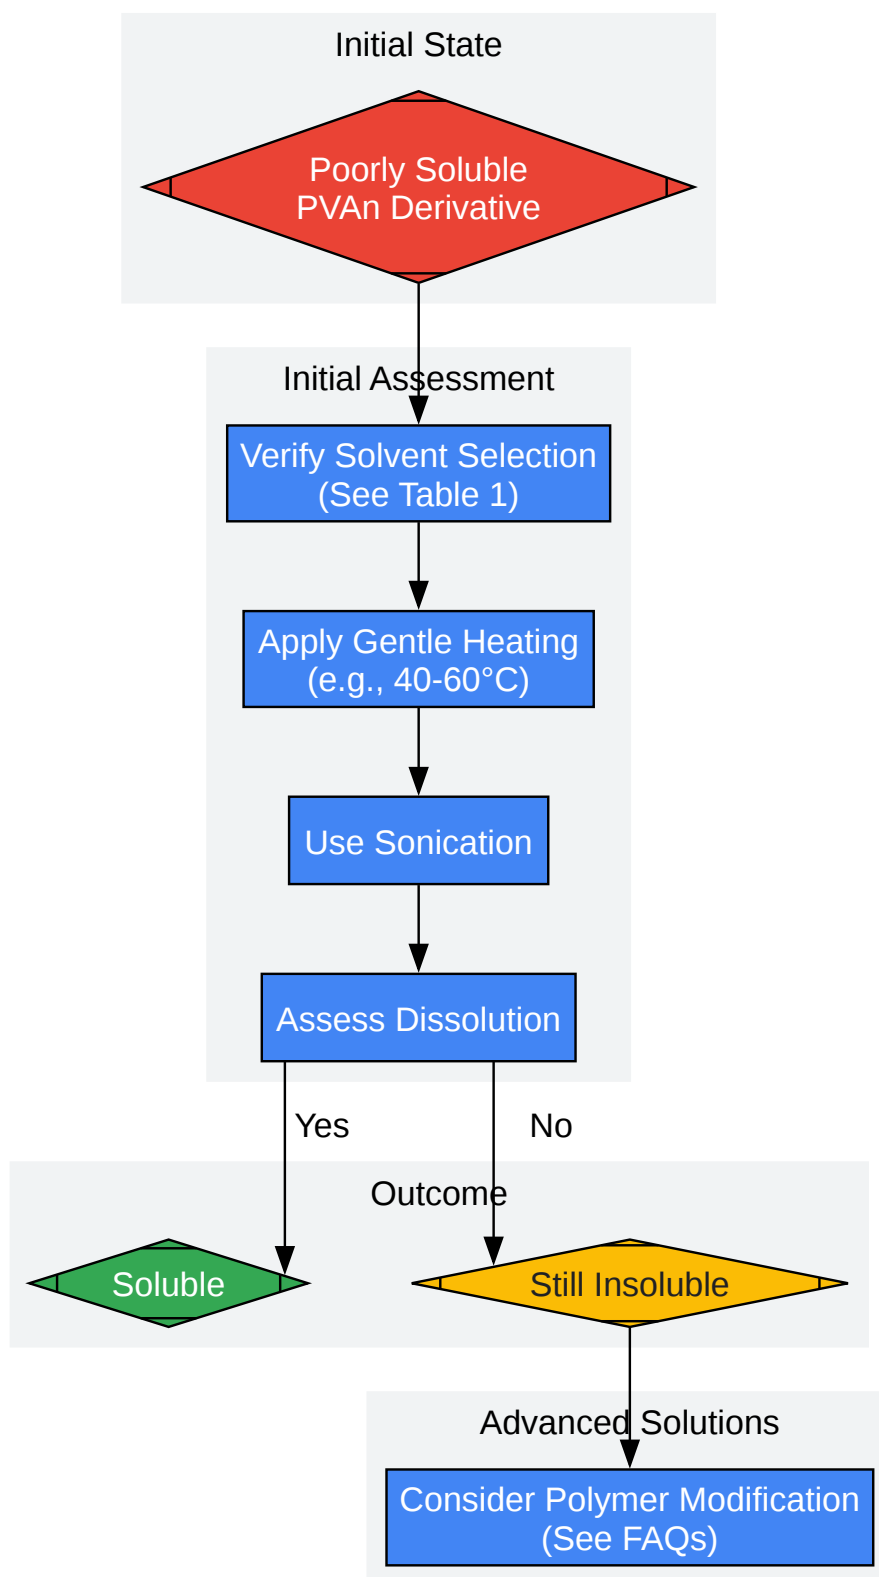 Initial State
Poorly Soluble
PVAn Derivative
Initial Assessment
Verify Solvent Selection
(See Table 1)
Apply Gentle Heating
(e.g., 40-60°C)
Use Sonication
Assess Dissolution
Yes
No
Outcome
Soluble
Still Insoluble
Advanced Solutions
Consider Polymer Modification
(See FAQs)